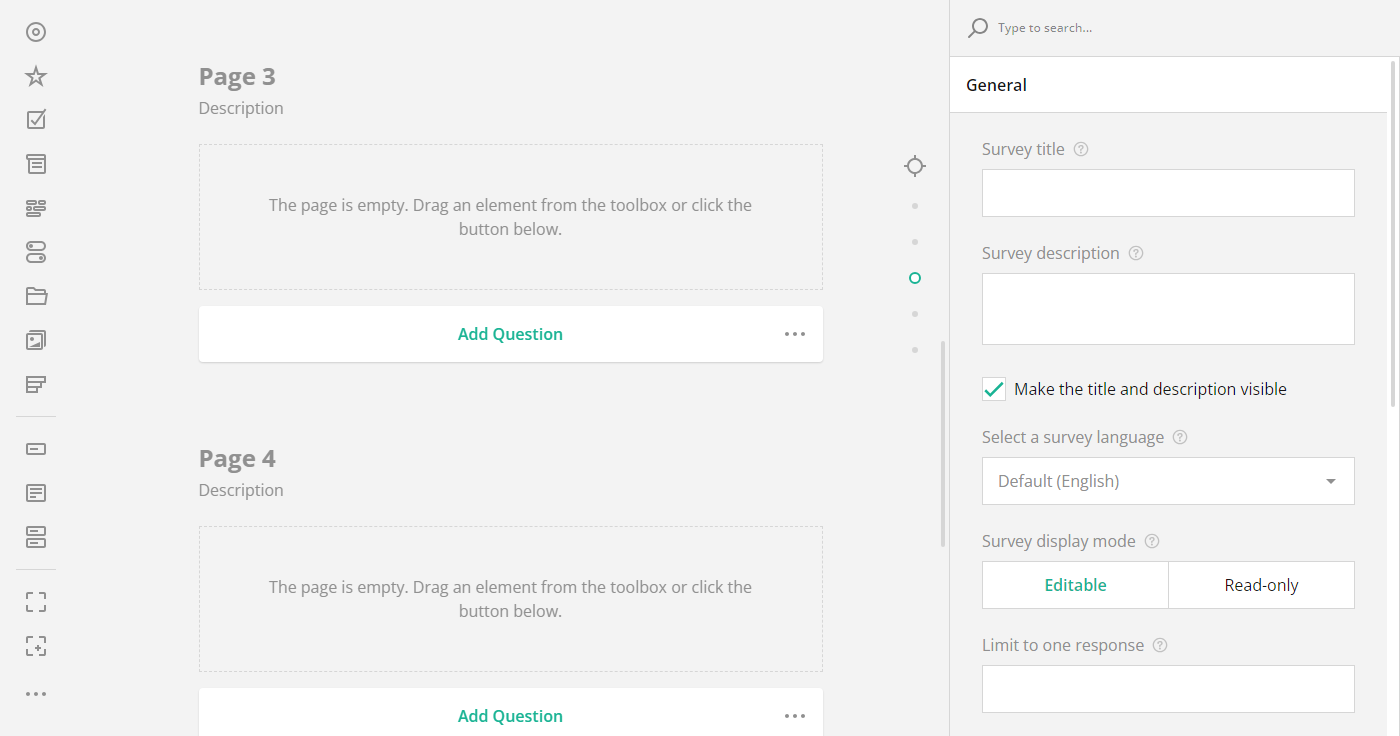 Page 3
Description
The page is empty. Drag an element from the toolbox or click the
button below.
Add Question
Page 4
Description
The page is empty. Drag an element from the toolbox or click the
button below.
Add Question
Type to search...
General
Survey title
Survey description
Make the title and description visible
Select a survey language
Default (English)
Survey display mode
Editable
Read-only
Limit to one response